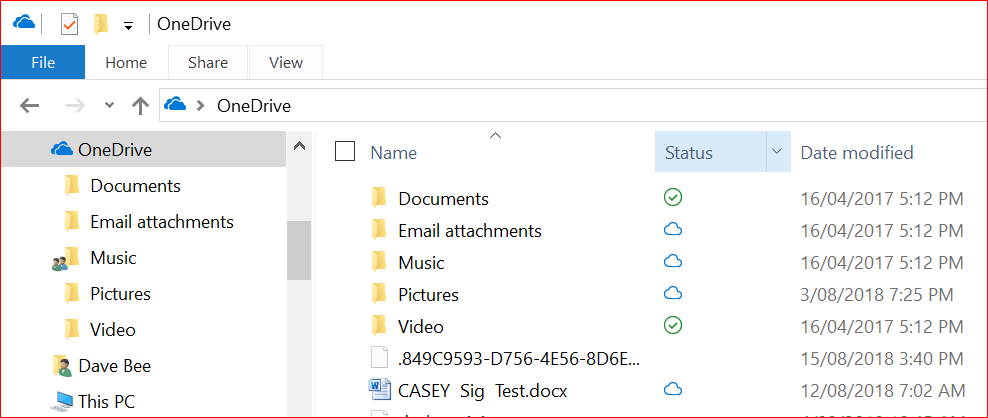 OneDrive
File Home Share View
OneDrive
OneDrive
Documents
Email attachments
Music
Pictures
Video
Dave Bee
This PC
Name Status Date modified
Documents 16/04/2017 5:12 PM
Email attachments 16/04/2017 5:12 PM
Music 16/04/2017 5:12 PM
Pictures 3/08/2018 7:25 PM
Video 16/04/2017 5:12 PM
.849C9593-D756-4E56-8D6E... 15/08/2018 3:40 PM
CASEY Sig Test.docx 12/08/2018 7:02 AM